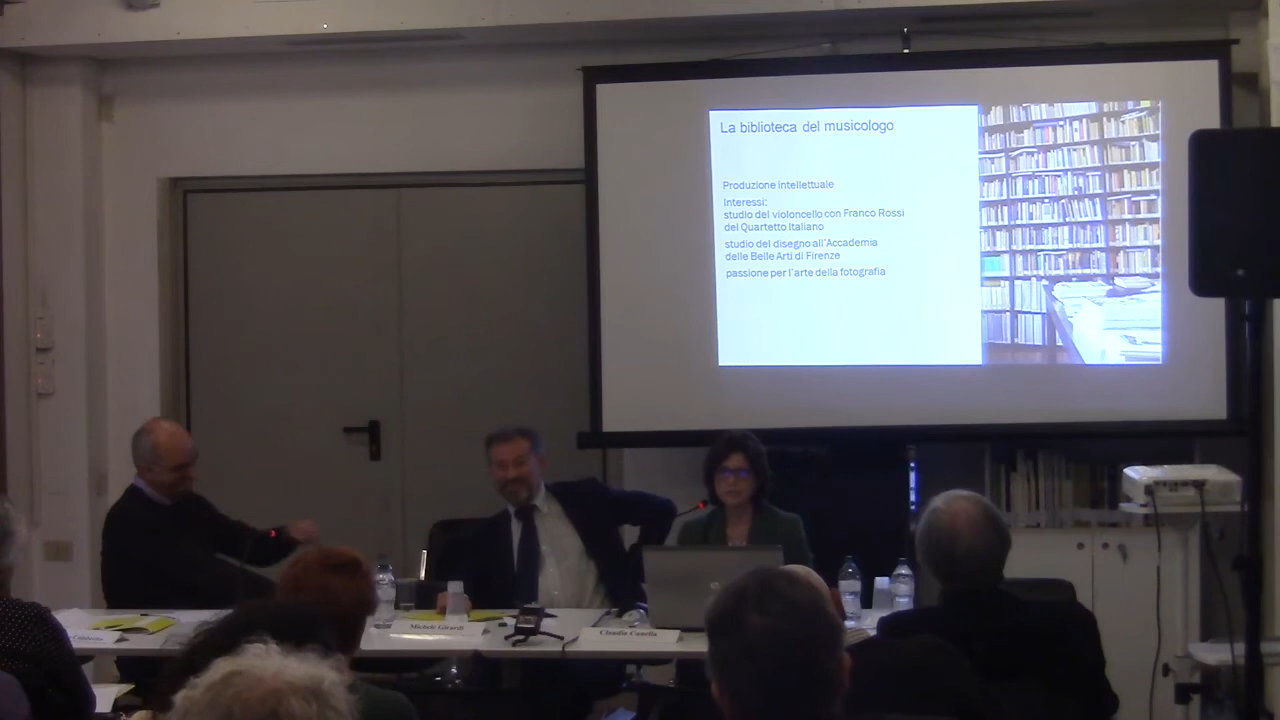 La biblioteca del musicologo
Produzione intellettuale
Interessi:
studio del violoncello con Franco Rossi
del Quartetto Italiano
studio del disegno all'Accademia
delle Belle Arti di Firenze
passione per l'arte della fotografia
Michele Girardi
Claudia Canella